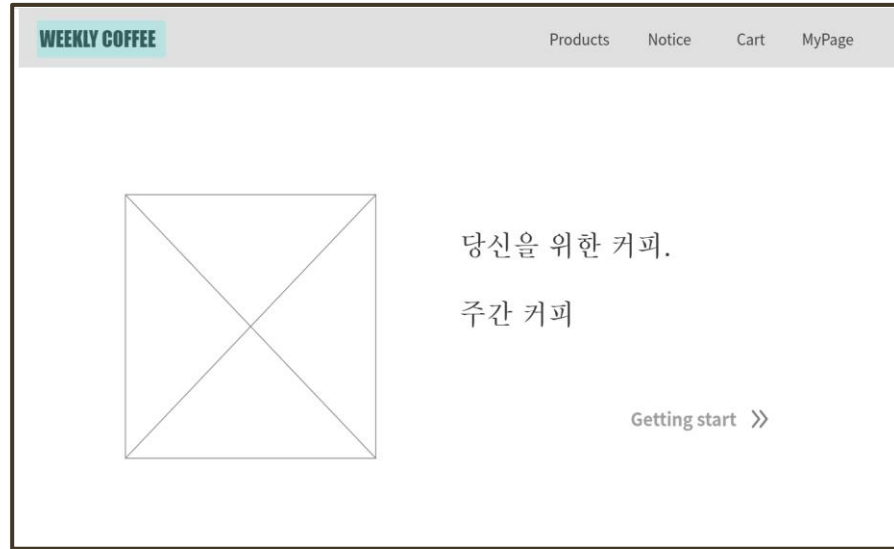 WEEKLY COFFEE Products Notice Cart MyPage
당신을 위한 커피.
주간 커피
Getting start